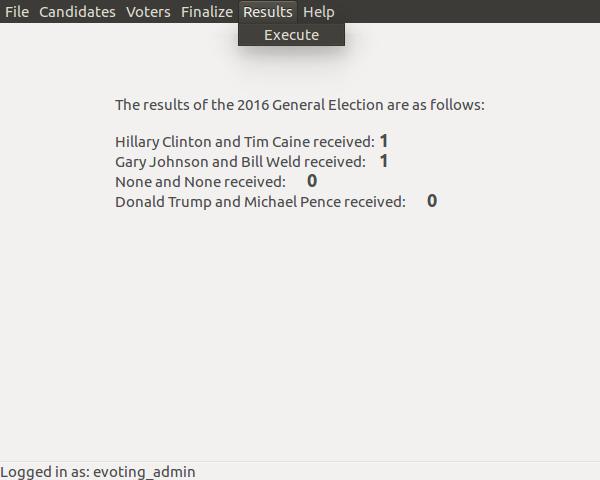 File Candidates Voters Finalize Results Help
Execute
The results of the 2016 General Election are as follows:
Hillary Clinton and Tim Caine received: 1
Gary Johnson and Bill Weld received: 1
None and None received: 0
Donald Trump and Michael Pence received: 0
Logged in as: evoting_admin